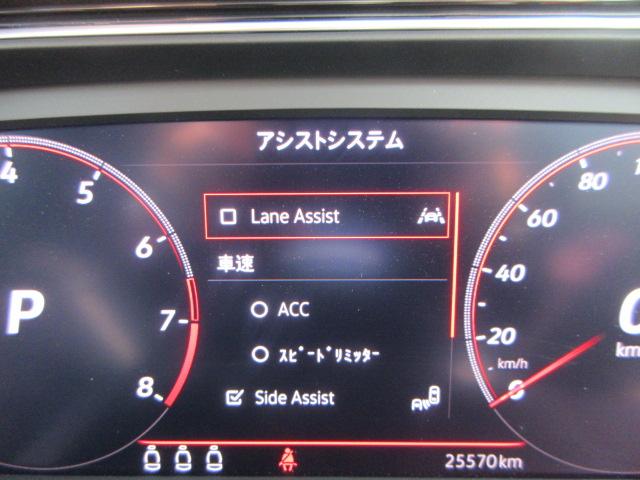 アシストシステム
4
5
6
7
8
P
Lane Assist
車速
ACC
ｽﾋﾟｰﾄﾞﾘﾐｯﾀｰ
Side Assist
80
60
40
20
km/h
0
25570km